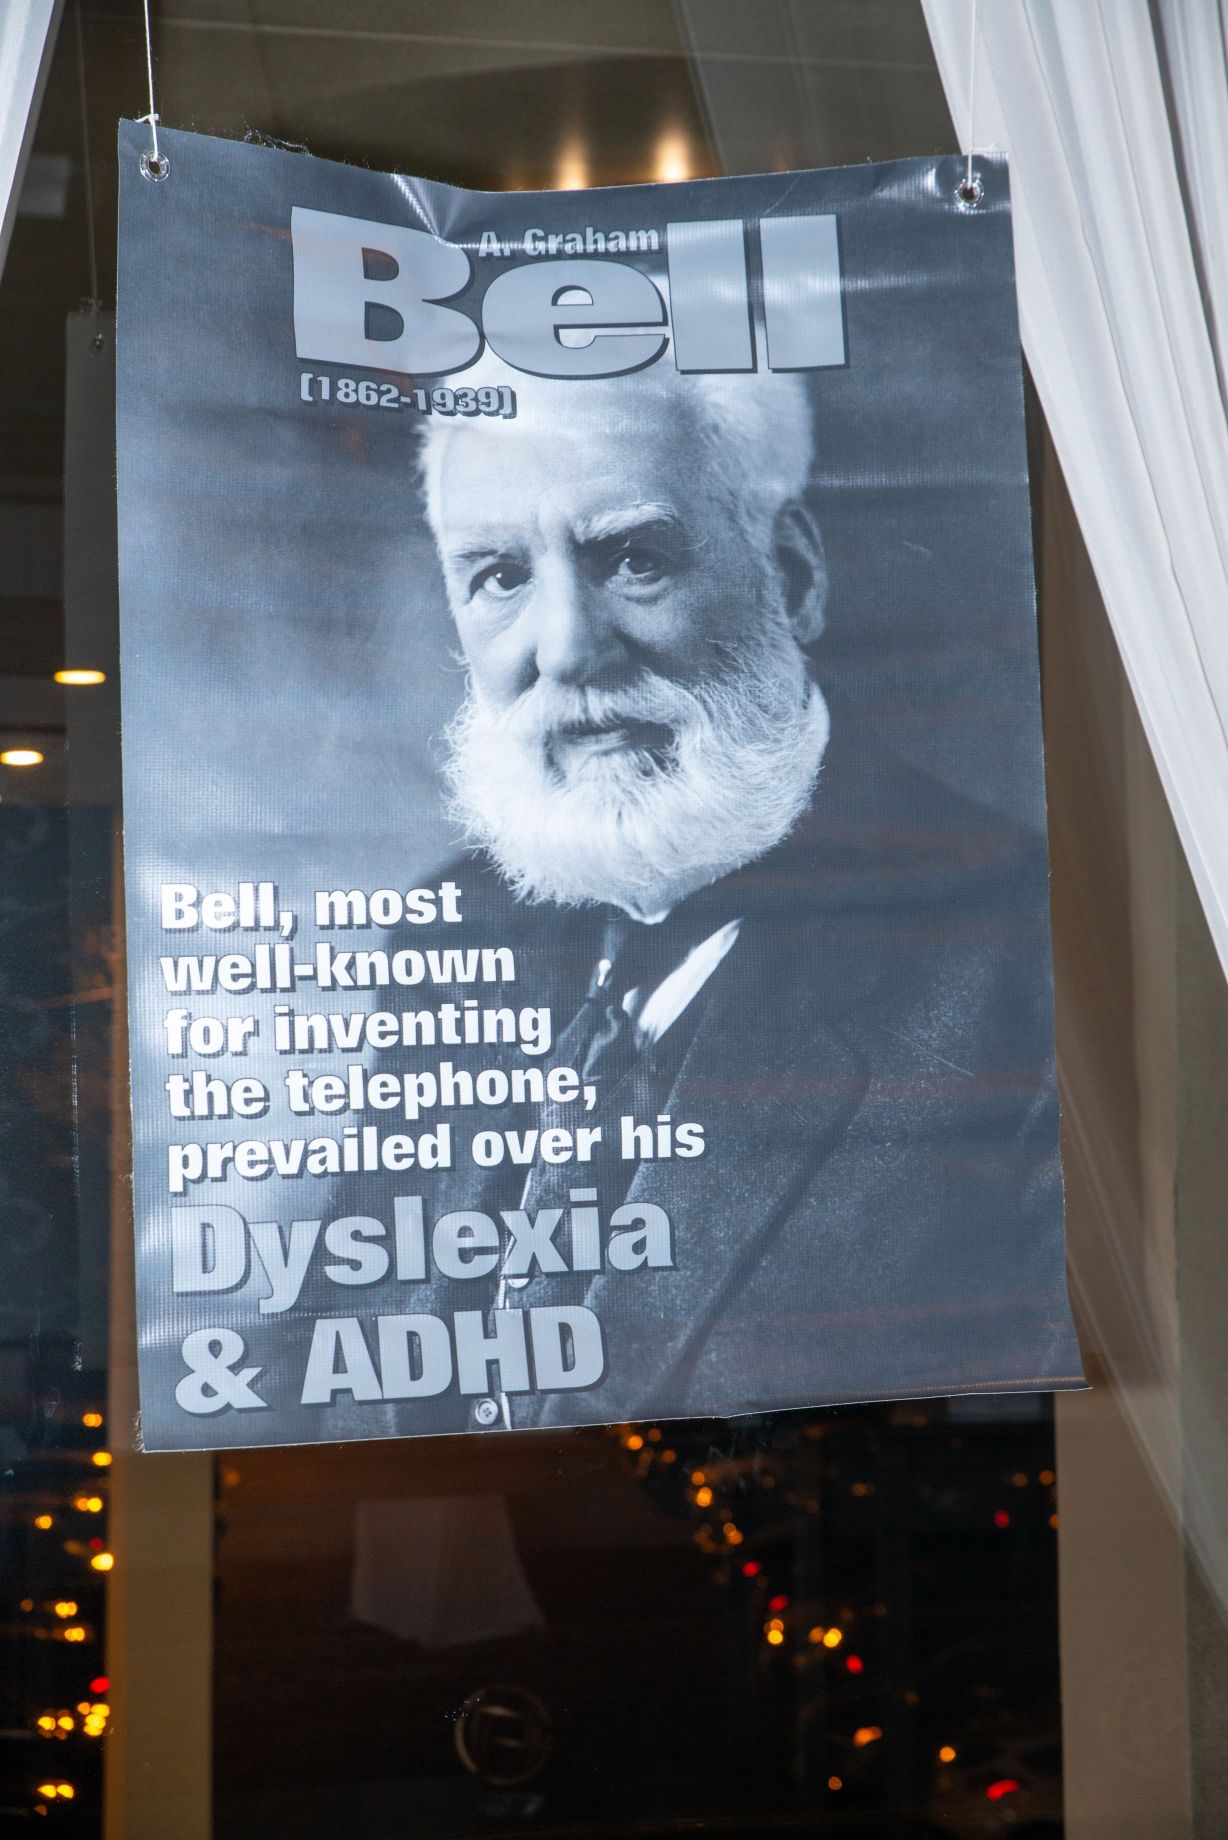 A. Graham
Bell
(1862-1939)
Bell, most
well-known
for inventing
the telephone,
prevailed over his
Dyslexia
& ADHD